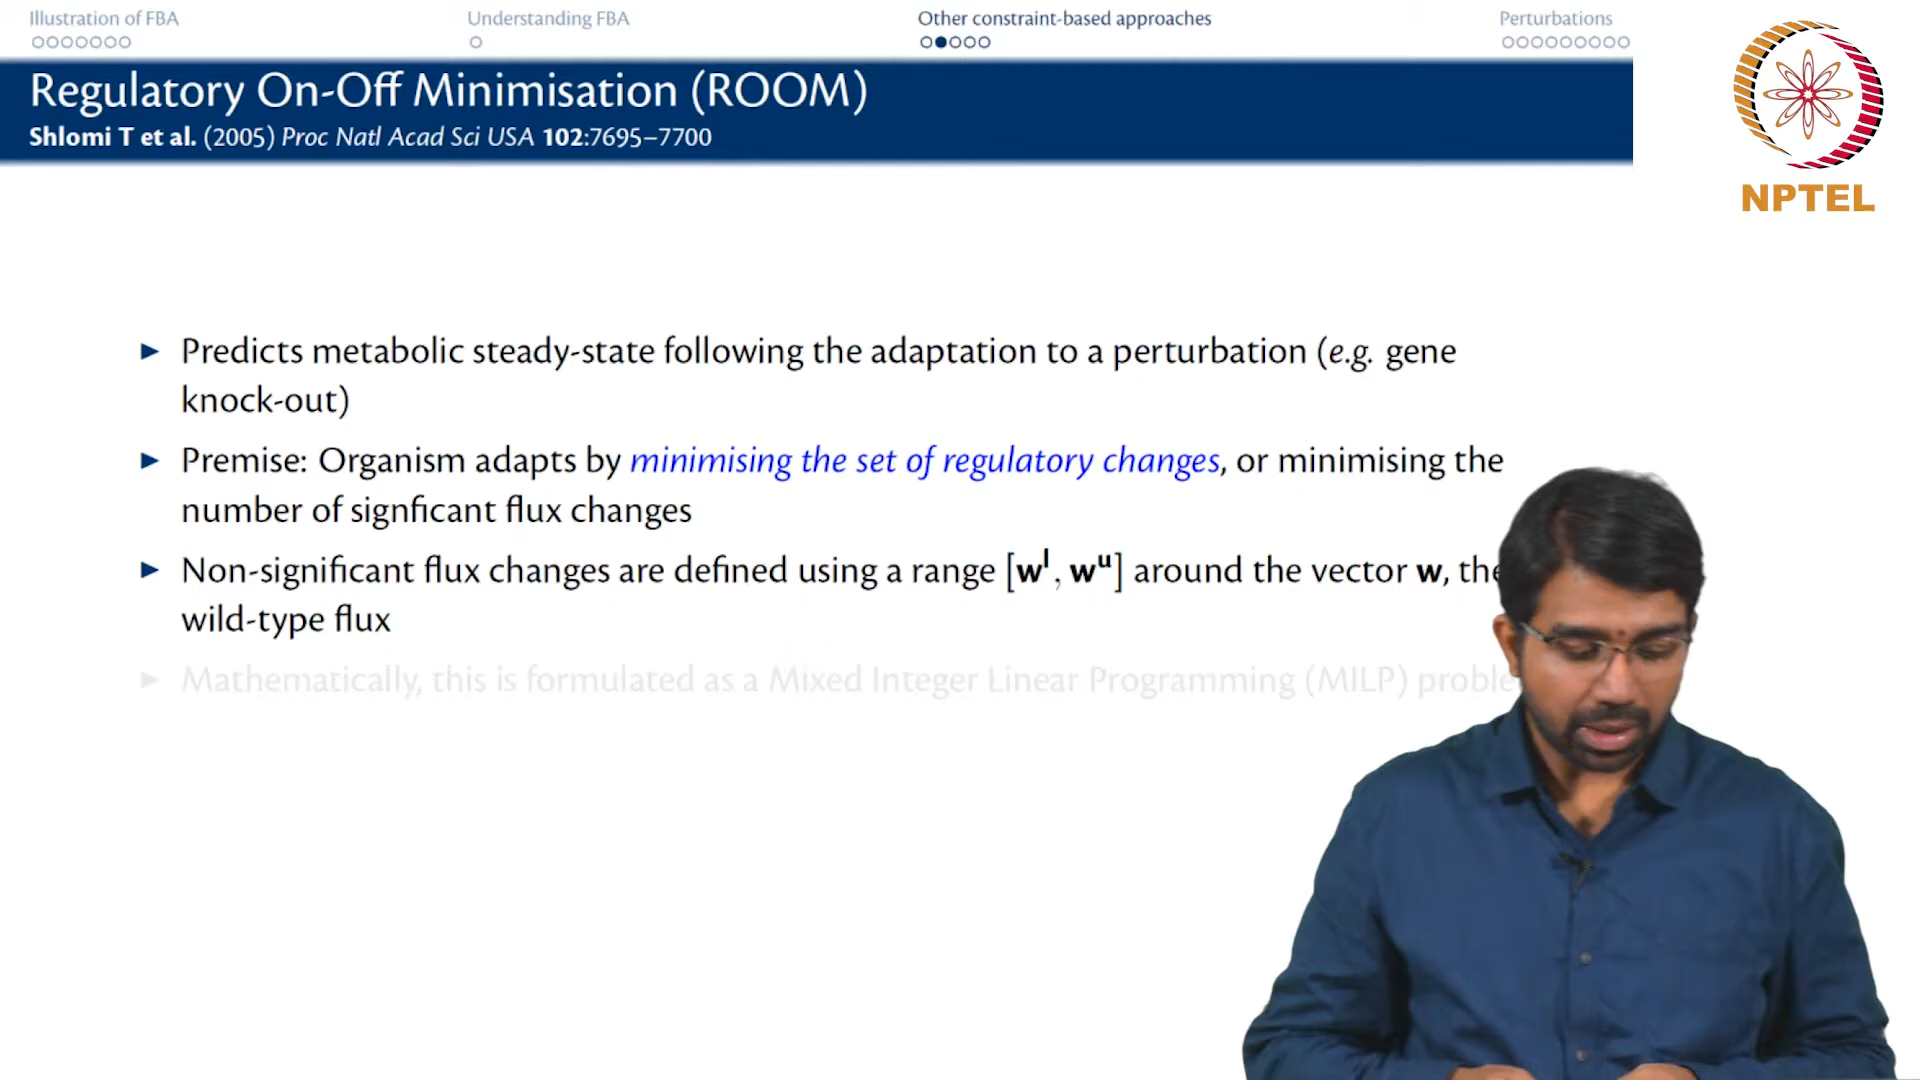 Illustration of FBA
Understanding FBA
Other constraint-based approaches
Perturbations
Regulatory On-Off Minimisation (ROOM)
Shlomi T et al. (2005) Proc Natl Acad Sci USA 102:7695–7700
NPTEL
Predicts metabolic steady-state following the adaptation to a perturbation (e.g. gene
knock-out)
Premise: Organism adapts by minimising the set of regulatory changes, or minimising the
number of signficant flux changes
Non-significant flux changes are defined using a range [wˡ, wᵘ] around the vector w, the
wild-type flux
Mathematically, this is formulated as a Mixed Integer Linear Programming (MILP)